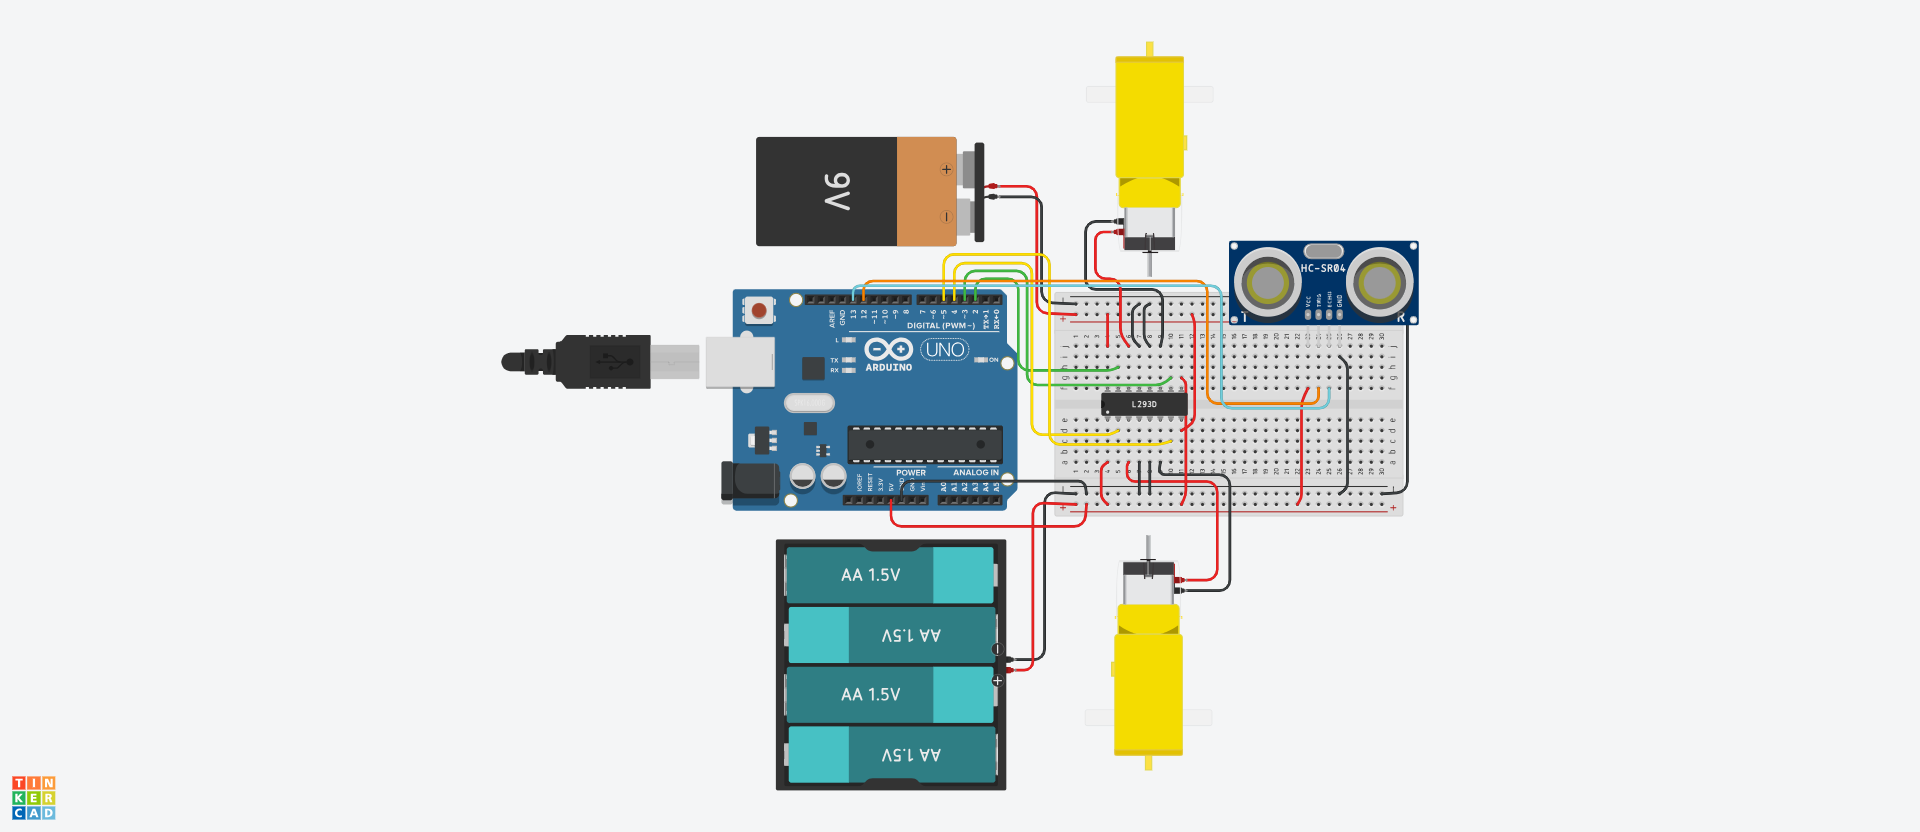 9V
HC-SR04
VCC
TRIG
ECHO
GND
T
R
AREF
GND
13
12
~11
~10
~9
8
7
~6
~5
4
~3
2
TX→1
RX←0
DIGITAL (PWM~)
L
TX
RX
ARDUINO
UNO
ON
L293D
POWER
ANALOG IN
IOREF
RESET
3.3V
5V
GND
Vin
A0
A1
A2
A3
A4
A5
AA 1.5V
AA 1.5V
AA 1.5V
AA 1.5V
TIN
KER
CAD